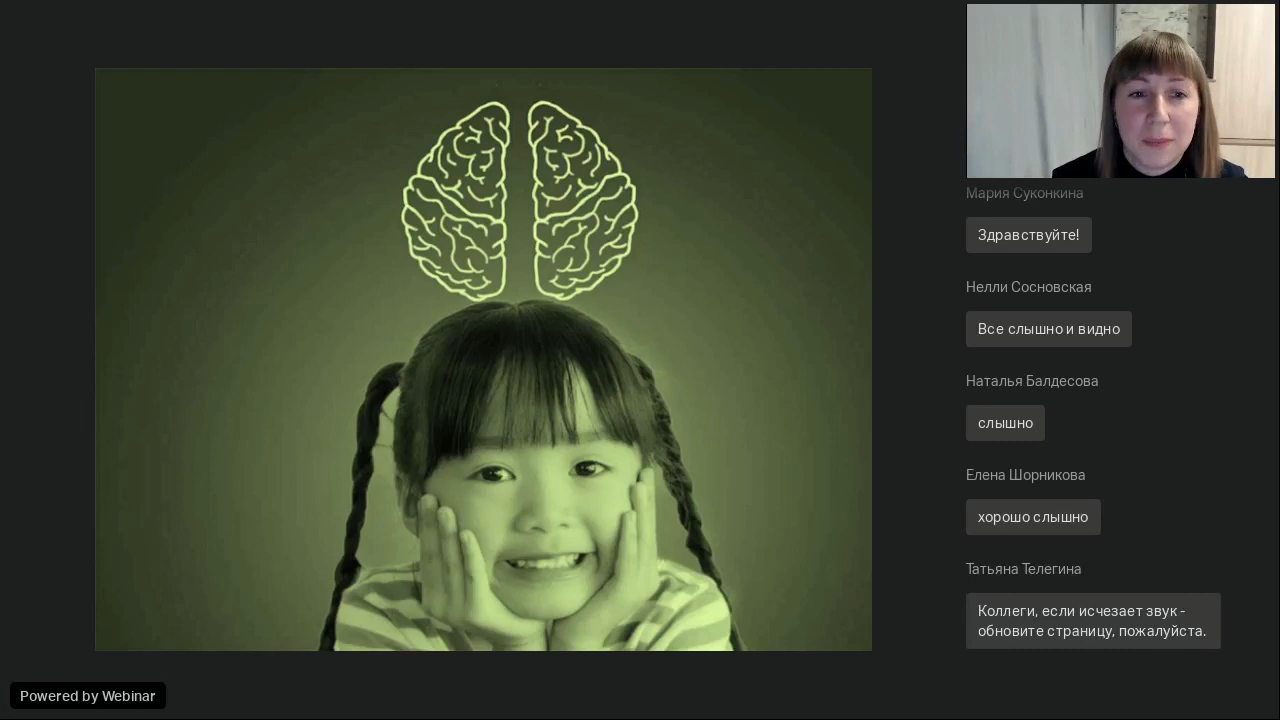 Мария Суконкина
Здравствуйте!
Нелли Сосновская
Все слышно и видно
Наталья Балдесова
слышно
Елена Шорникова
хорошо слышно
Татьяна Телегина
Коллеги, если исчезает звук -
обновите страницу, пожалуйста.
Powered by Webinar